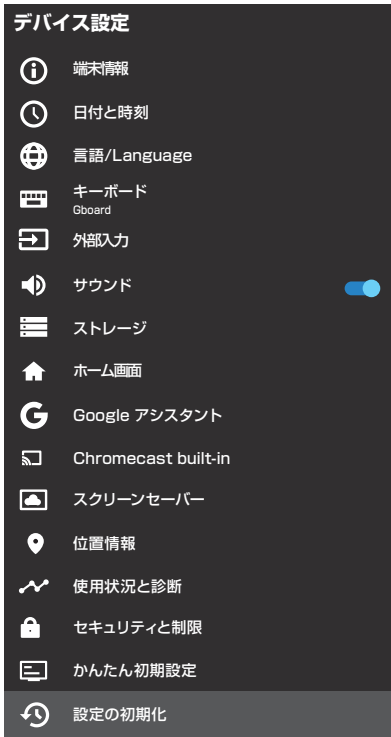 デバイス設定
端末情報
日付と時刻
言語/Language
キーボード
Gboard
外部入力
サウンド
ストレージ
ホーム画面
Google アシスタント
Chromecast built-in
スクリーンセーバー
位置情報
使用状況と診断
セキュリティと制限
かんたん初期設定
設定の初期化